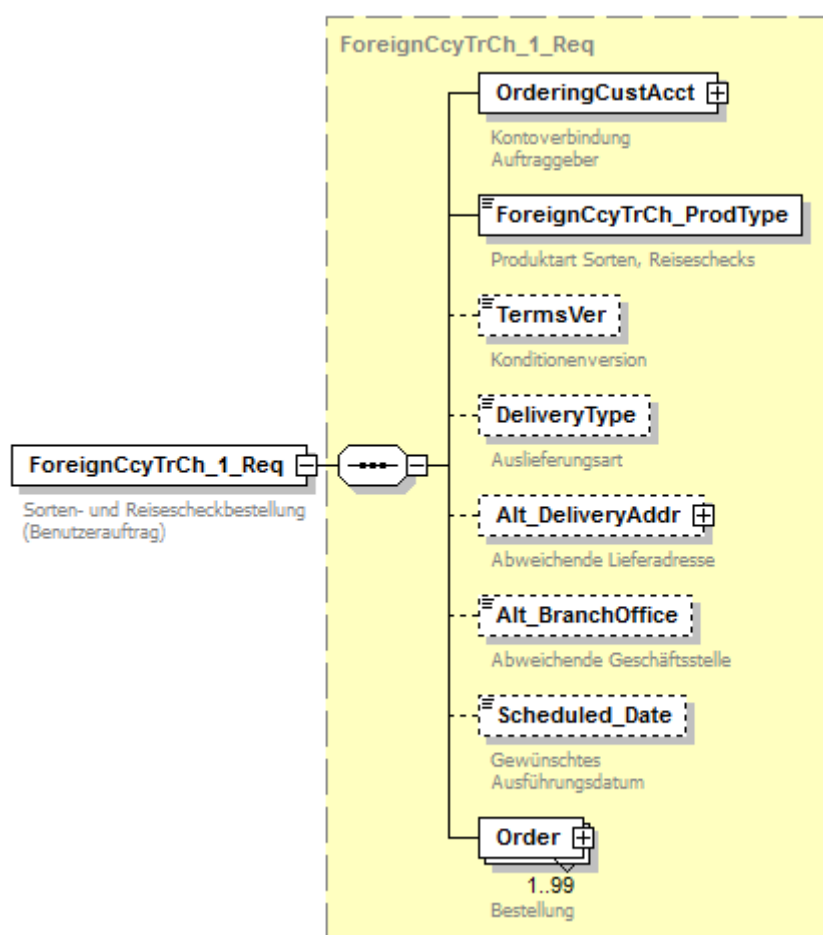 ForeignCcyTrCh_1_Req
OrderingCustAcct
Kontoverbindung
Auftraggeber
ForeignCcyTrCh_ProdType
Produktart Sorten, Reiseschecks
TermsVer
Konditionenversion
DeliveryType
Auslieferungsart
ForeignCcyTrCh_1_Req
Sorten- und Reisescheckbestellung
(Benutzerauftrag)
Alt_DeliveryAddr
Abweichende Lieferadresse
Alt_BranchOffice
Abweichende Geschäftsstelle
Scheduled_Date
Gewünschtes
Ausführungsdatum
Order
1..99
Bestellung